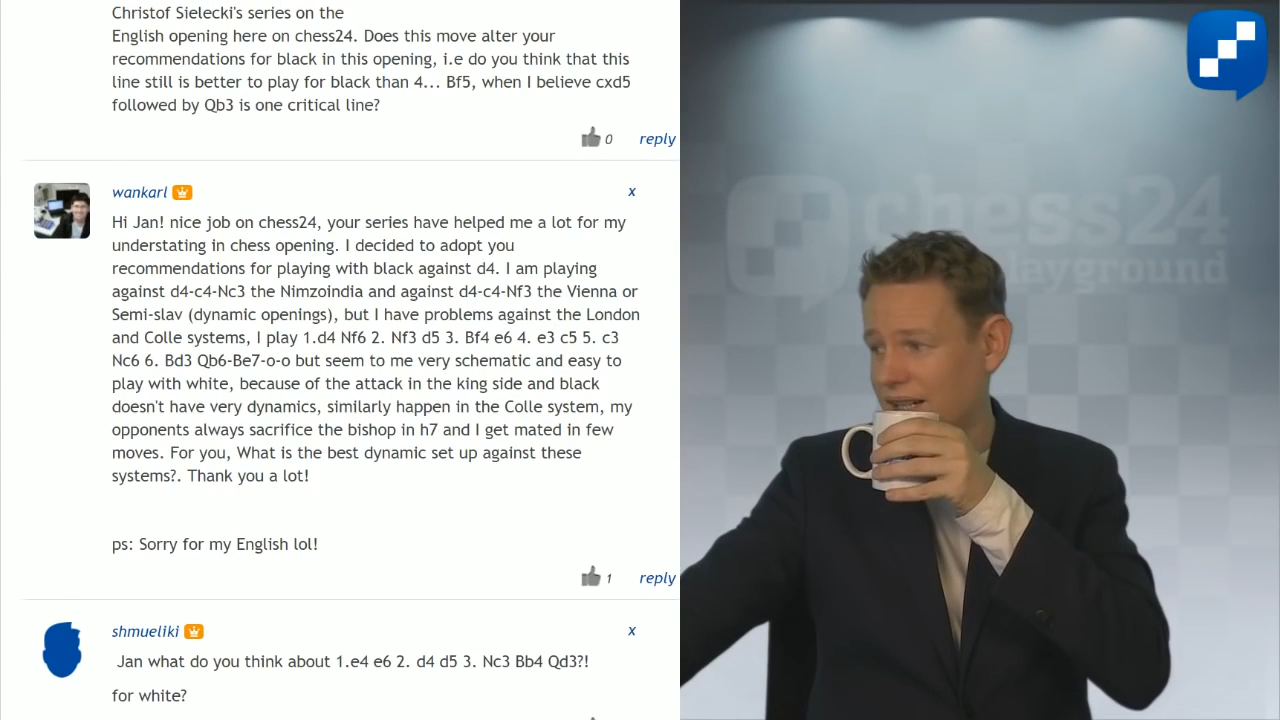 Christof Sielecki's series on the
English opening here on chess24. Does this move alter your
recommendations for black in this opening, i.e do you think that this
line still is better to play for black than 4... Bf5, when I believe cxd5
followed by Qb3 is one critical line?
0 reply
wankarl x
Hi Jan! nice job on chess24, your series have helped me a lot for my
understating in chess opening. I decided to adopt you
recommendations for playing with black against d4. I am playing
against d4-c4-Nc3 the Nimzoindia and against d4-c4-Nf3 the Vienna or
Semi-slav (dynamic openings), but I have problems against the London
and Colle systems, I play 1.d4 Nf6 2. Nf3 d5 3. Bf4 e6 4. e3 c5 5. c3
Nc6 6. Bd3 Qb6-Be7-o-o but seem to me very schematic and easy to
play with white, because of the attack in the king side and black
doesn't have very dynamics, similarly happen in the Colle system, my
opponents always sacrifice the bishop in h7 and I get mated in few
moves. For you, What is the best dynamic set up against these
systems?. Thank you a lot!
ps: Sorry for my English lol!
1 reply
shmueliki x
Jan what do you think about 1.e4 e6 2. d4 d5 3. Nc3 Bb4 Qd3?!
for white?
chess24